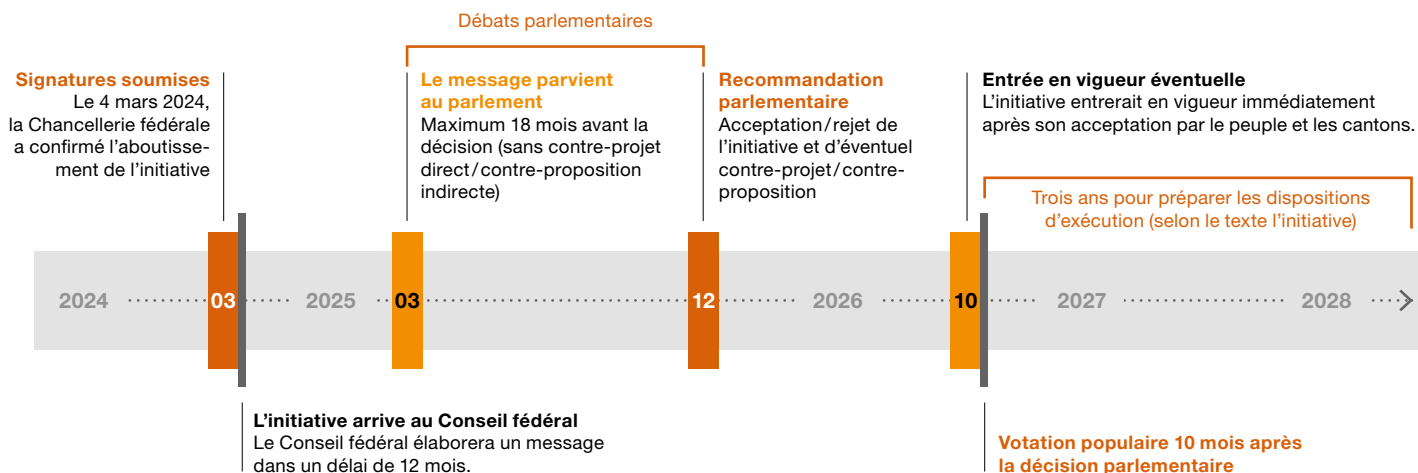 Débats parlementaires
Signatures soumises
Le 4 mars 2024,
la Chancellerie fédérale
a confirmé l’aboutisse-
ment de l’initiative
Le message parvient
au parlement
Maximum 18 mois avant la
décision (sans contre-projet
direct/contre-proposition
indirecte)
Recommandation
parlementaire
Acceptation/rejet de
l’initiative et d’éventuel
contre-projet/contre-
proposition
Entrée en vigueur éventuelle
L’initiative entrerait en vigueur immédiatement
après son acceptation par le peuple et les cantons.
Trois ans pour préparer les dispositions
d’exécution (selon le texte l’initiative)
2024 03 2025 03 12 2026 10 2027 2028
L’initiative arrive au Conseil fédéral
Le Conseil fédéral élaborera un message
dans un délai de 12 mois.
Votation populaire 10 mois après
la décision parlementaire